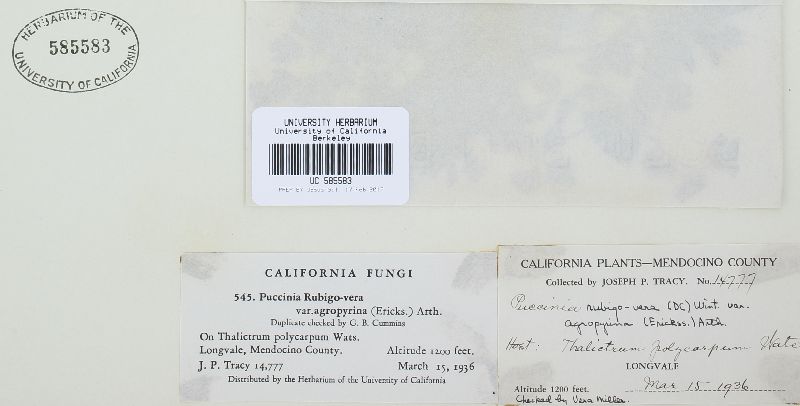 HERBARIUM OF THE
585583
UNIVERSITY OF CALIFORNIA
UNIVERSITY HERBARIUM
University of California
Berkeley
UC 585583
CALIFORNIA FUNGI
545. Puccinia Rubigo-vera
var.agropyrina (Ericks.) Arth.
Duplicate checked by G. B. Cummins
On Thalictrum polycarpum Wats.
Longvale, Mendocino County. Altitude 1200 feet.
J. P. Tracy 14,777 March 15, 1936
Distributed by the Herbarium of the University of California
CALIFORNIA PLANTS—MENDOCINO COUNTY
Collected by JOSEPH P. TRACY. No. 14777
Puccinia rubigo-vera (DC) Wint. var.
agropyrina (Erikss.) Arth.
Host: Thalictrum polycarpum Wats
LONGVALE
Altitude 1200 feet. Mar 15 1936
Checked by Vera Miller.